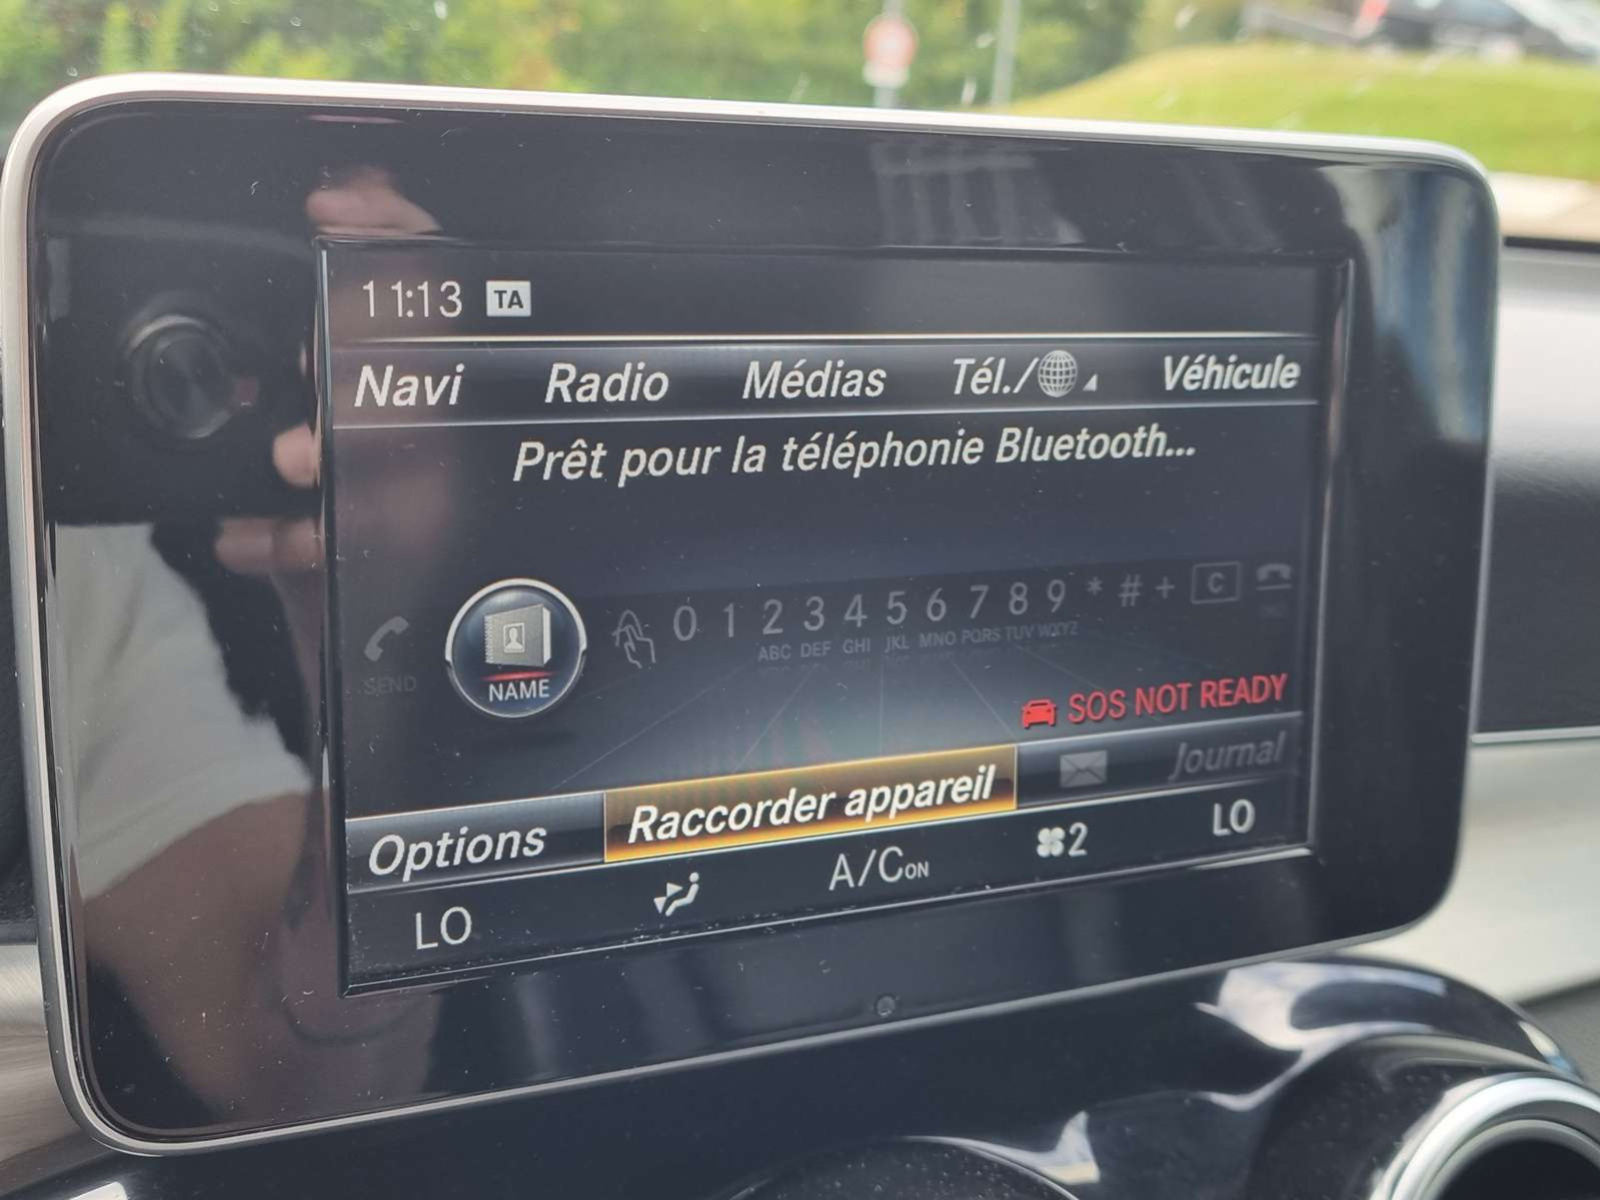 11:13 TA
Navi Radio Médias Tél./ Véhicule
Prêt pour la téléphonie Bluetooth...
SEND NAME 0 1 2 3 4 5 6 7 8 9 * # + C
ABC DEF GHI JKL MNO PQRS TUV WXYZ
SOS NOT READY
Options Raccorder appareil Journal
LO A/C ON 2 LO